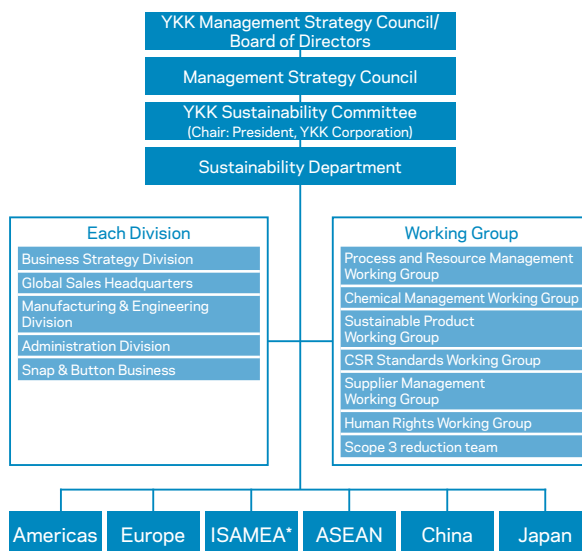 YKK Management Strategy Council/
Board of Directors
Management Strategy Council
YKK Sustainability Committee
(Chair: President, YKK Corporation)
Sustainability Department
Each Division
Business Strategy Division
Global Sales Headquarters
Manufacturing & Engineering
Division
Administration Division
Snap & Button Business
Working Group
Process and Resource Management
Working Group
Chemical Management Working Group
Sustainable Product
Working Group
CSR Standards Working Group
Supplier Management
Working Group
Human Rights Working Group
Scope 3 reduction team
Americas
Europe
ISAMEA*
ASEAN
China
Japan